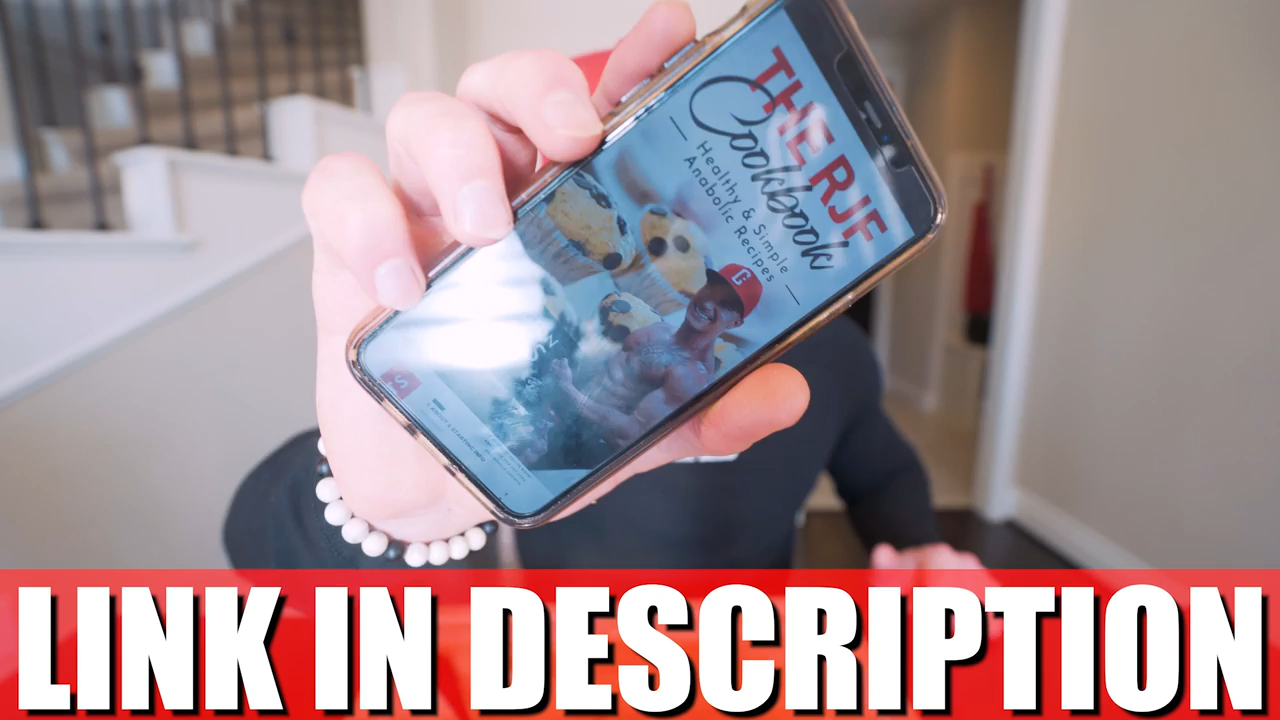 THE RJF
Cookbook
Healthy & Simple
Anabolic Recipes
LINK IN DESCRIPTION